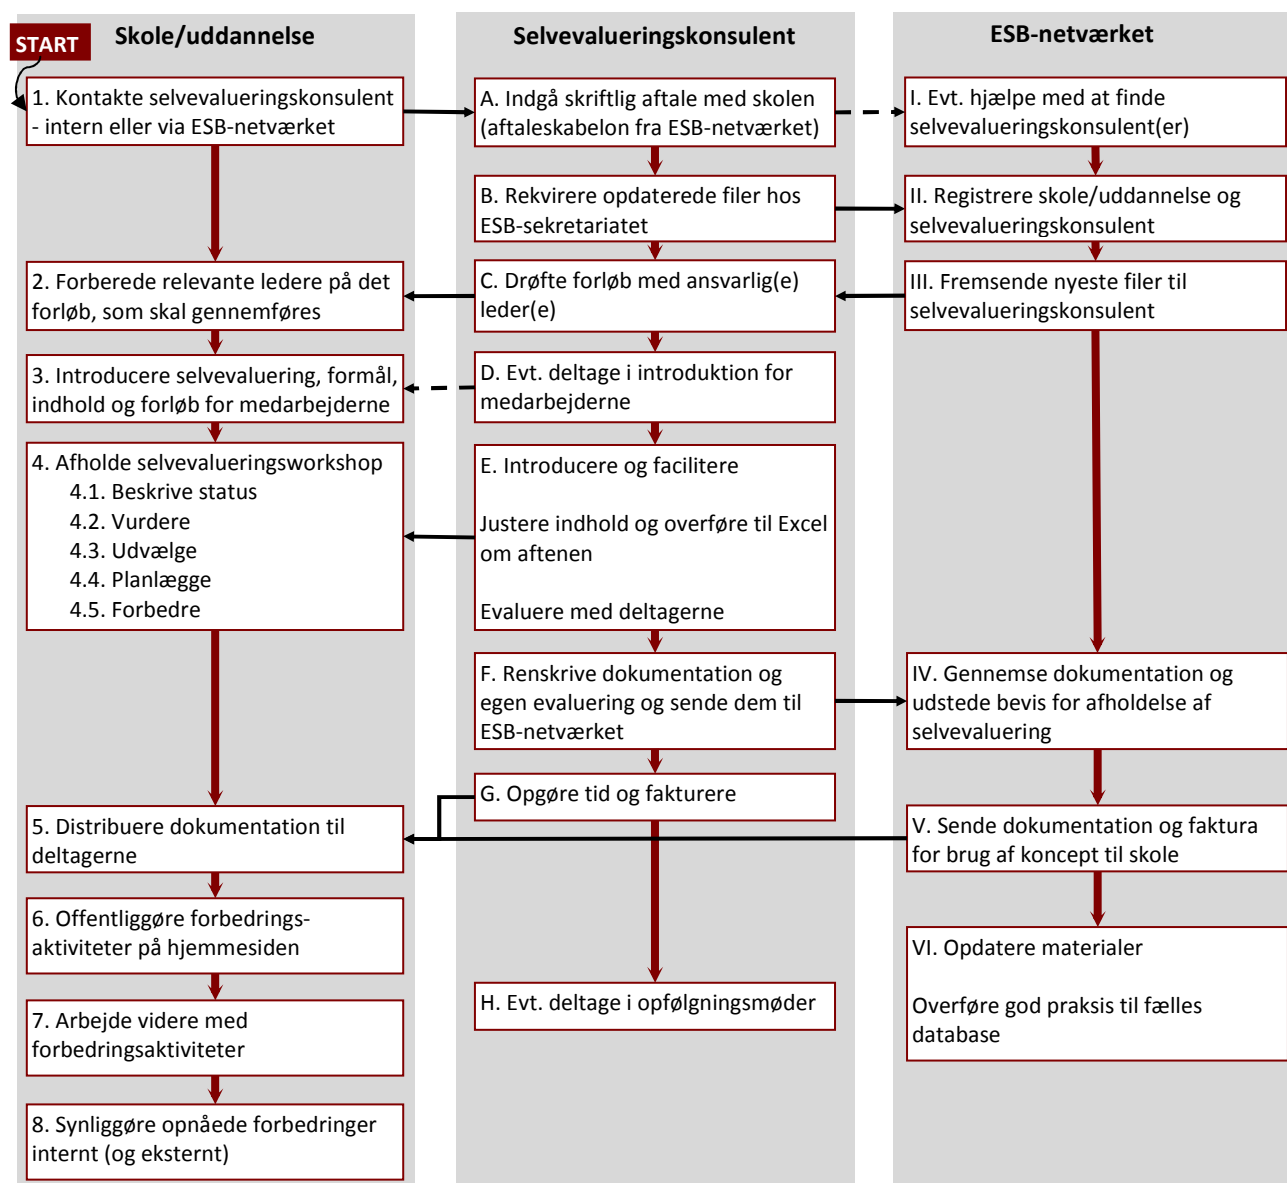 START
Skole/uddannelse
1. Kontakte selvevalueringskonsulent
- intern eller via ESB-netværket
2. Forberede relevante ledere på det
forløb, som skal gennemføres
3. Introducere selvevaluering, formål,
indhold og forløb for medarbejderne
4. Afholde selvevalueringsworkshop
4.1. Beskrive status
4.2. Vurdere
4.3. Udvælge
4.4. Planlægge
4.5. Forbedre
5. Distribuere dokumentation til
deltagerne
6. Offentliggøre forbedrings-
aktiviteter på hjemmesiden
7. Arbejde videre med
forbedringsaktiviteter
8. Synliggøre opnåede forbedringer
internt (og eksternt)
Selvevalueringskonsulent
A. Indgå skriftlig aftale med skolen
(aftaleskabelon fra ESB-netværket)
B. Rekvirere opdaterede filer hos
ESB-sekretariatet
C. Drøfte forløb med ansvarlig(e)
leder(e)
D. Evt. deltage i introduktion for
medarbejderne
E. Introducere og facilitere
Justere indhold og overføre til Excel
om aftenen
Evaluere med deltagerne
F. Renskrive dokumentation og
egen evaluering og sende dem til
ESB-netværket
G. Opgøre tid og fakturere
H. Evt. deltage i opfølgningsmøder
ESB-netværket
I. Evt. hjælpe med at finde
selvevalueringskonsulent(er)
II. Registrere skole/uddannelse og
selvevalueringskonsulent
III. Fremsende nyeste filer til
selvevalueringskonsulent
IV. Gennemse dokumentation og
udstede bevis for afholdelse af
selvevaluering
V. Sende dokumentation og faktura
for brug af koncept til skole
VI. Opdatere materialer
Overføre god praksis til fælles
database